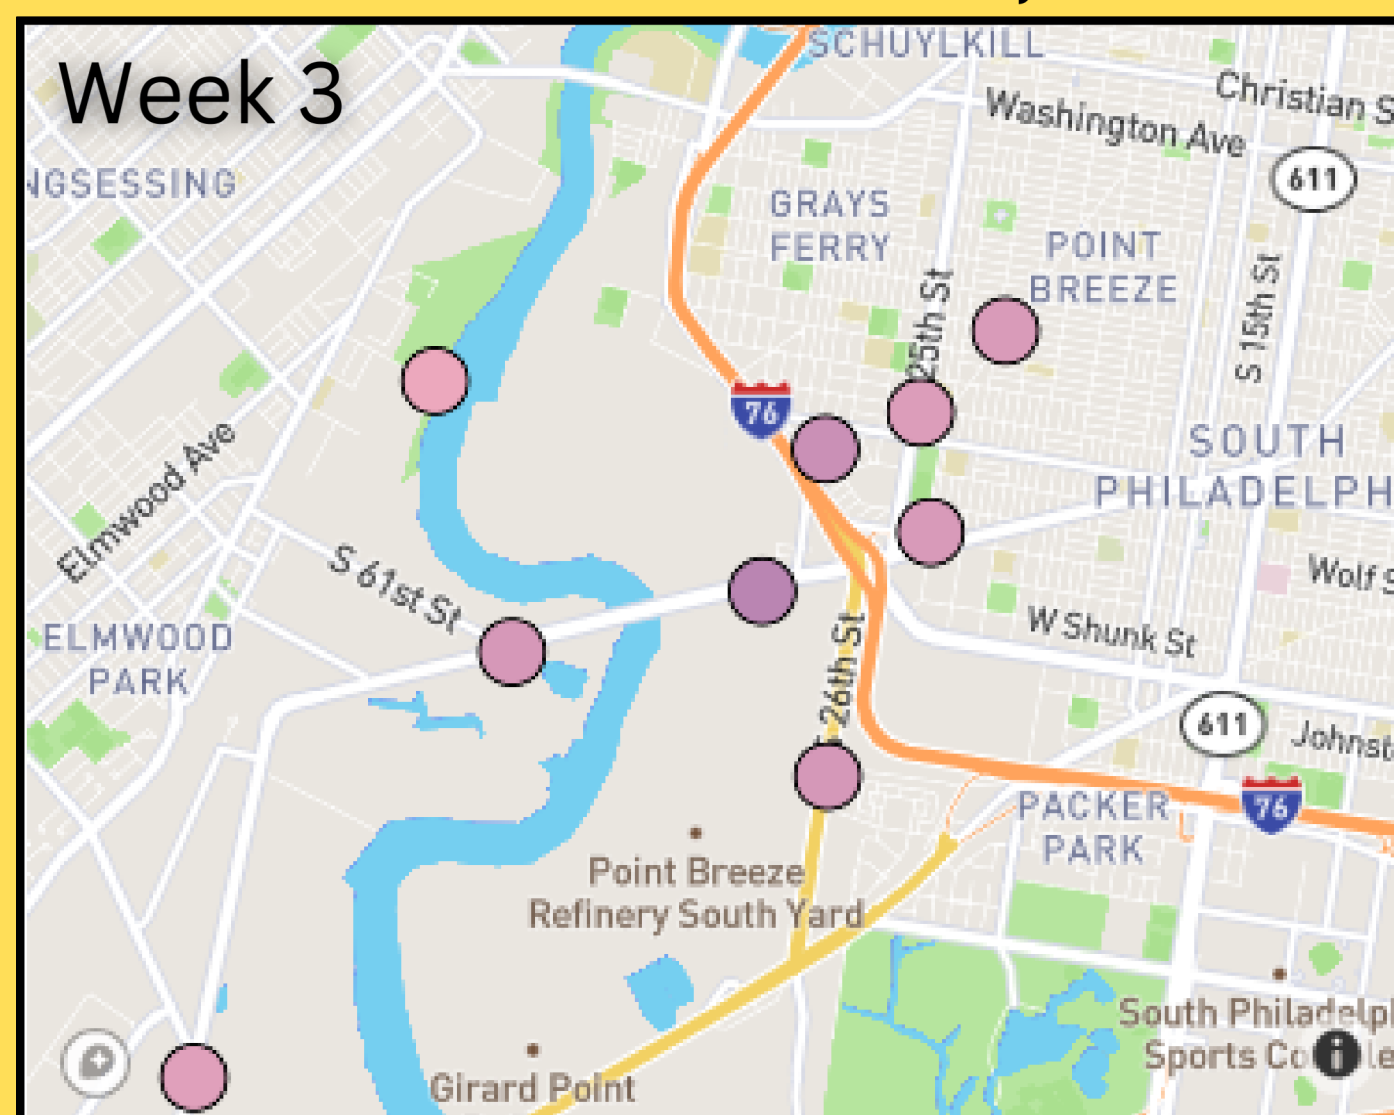 Week 3
SCHUYLKILL
Christian S
Washington Ave
611
NGSESSING
GRAYS
FERRY
POINT
BREEZE
25th St
S 15th St
76
SOUTH
PHILADELPH
Elmwood Ave
S 61st St
Wolf S
W Shunk St
ELMWOOD
PARK
26th St
611
Johnst
76
PACKER
PARK
Point Breeze
Refinery South Yard
South Philadelph
Sports Co
le
Girard Point